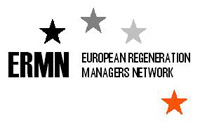 ERMN
EUROPEAN REGENERATION
MANAGERS NETWORK